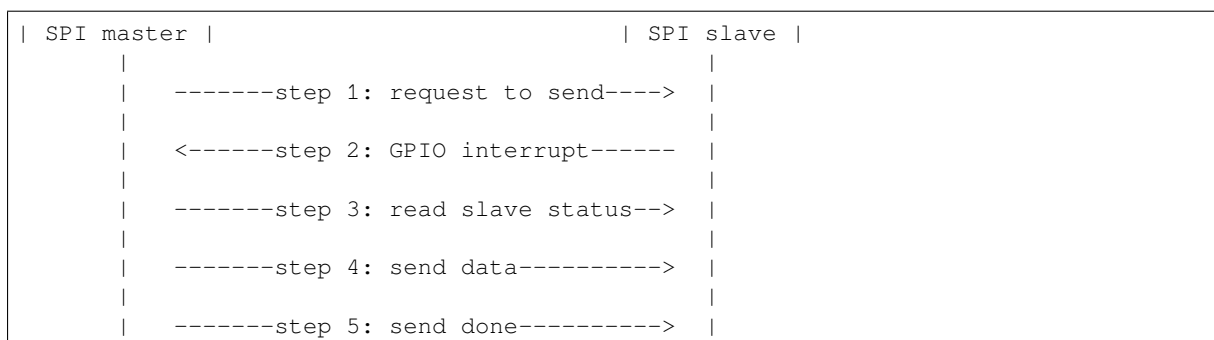 | SPI master |                            | SPI slave |
       |                                        |
       |   -------step 1: request to send---->  |
       |                                        |
       |   <------step 2: GPIO interrupt------  |
       |                                        |
       |   -------step 3: read slave status-->  |
       |                                        |
       |   -------step 4: send data---------->  |
       |                                        |
       |   -------step 5: send done---------->  |